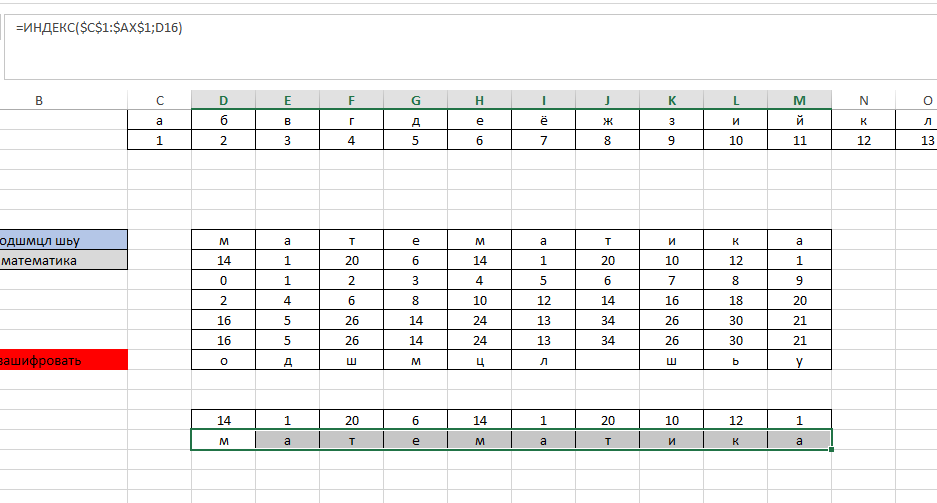 =ИНДЕКС($C$1:$AX$1;D16)
B C D E F G H I J K L M N O
а б в г д е ё ж з и й к л
1 2 3 4 5 6 7 8 9 10 11 12 13
одшмцл шьу м а т е м а т и к а
математика 14 1 20 6 14 1 20 10 12 1
0 1 2 3 4 5 6 7 8 9
2 4 6 8 10 12 14 16 18 20
16 5 26 14 24 13 34 26 30 21
16 5 26 14 24 13 34 26 30 21
зашифровать о д ш м ц л ш ь у
14 1 20 6 14 1 20 10 12 1
м а т е м а т и к а